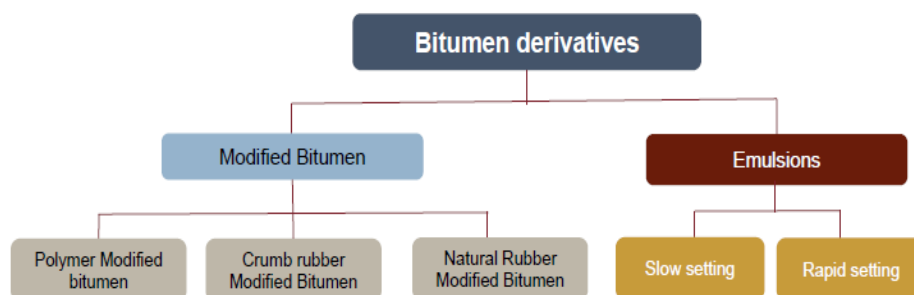 Bitumen derivatives
Modified Bitumen
Emulsions
Polymer Modified
bitumen
Crumb rubber
Modified Bitumen
Natural Rubber
Modified Bitumen
Slow setting
Rapid setting